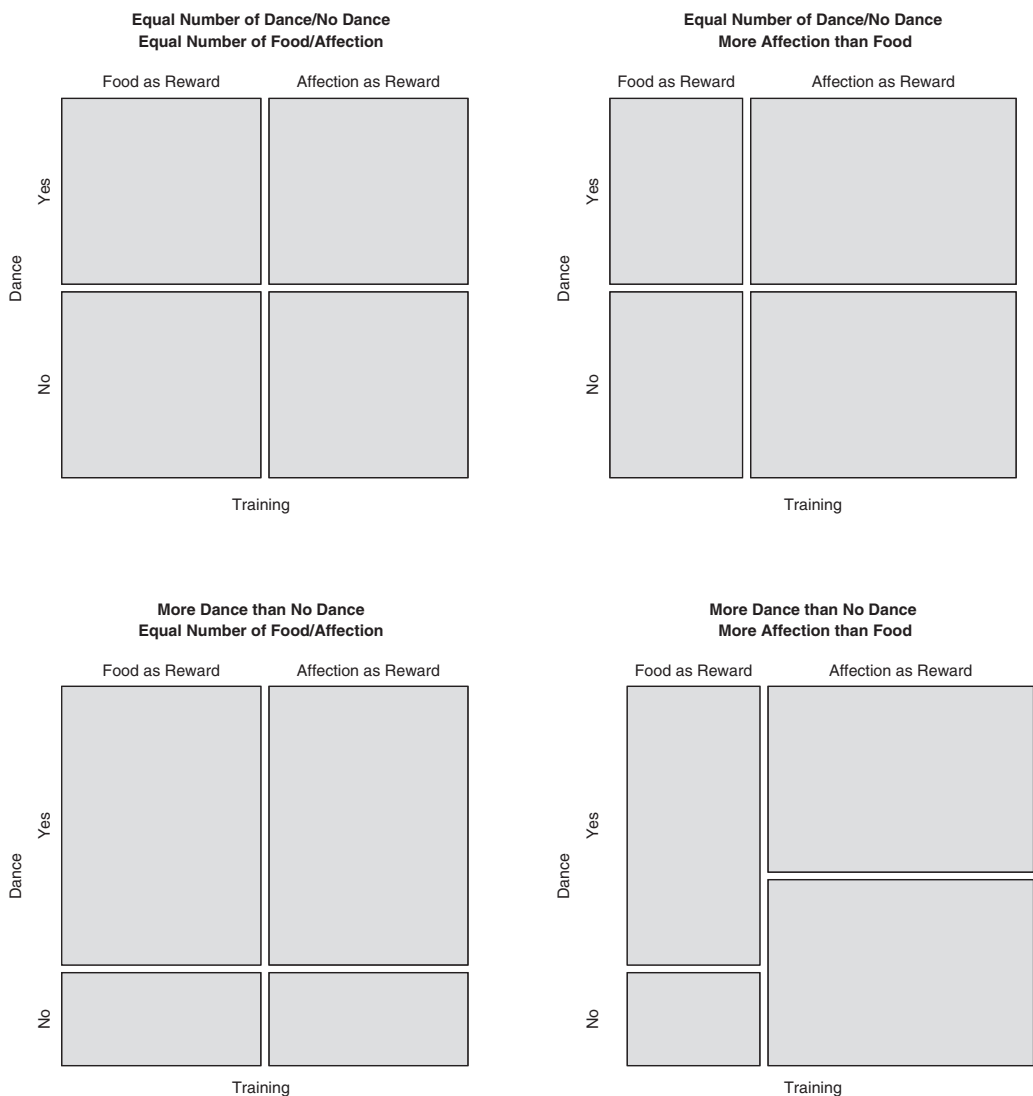 Equal Number of Dance/No Dance
Equal Number of Food/Affection
Food as Reward
Affection as Reward
Yes
Dance
No
Training
Equal Number of Dance/No Dance
More Affection than Food
Food as Reward
Affection as Reward
Yes
Dance
No
Training
More Dance than No Dance
Equal Number of Food/Affection
Food as Reward
Affection as Reward
Yes
Dance
No
Training
More Dance than No Dance
More Affection than Food
Food as Reward
Affection as Reward
Yes
Dance
No
Training